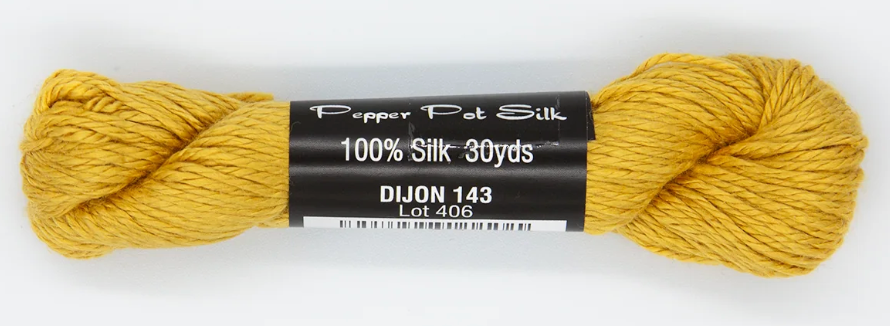 Pepper Pot Silk
100% Silk 30yds
DIJON 143
Lot 406